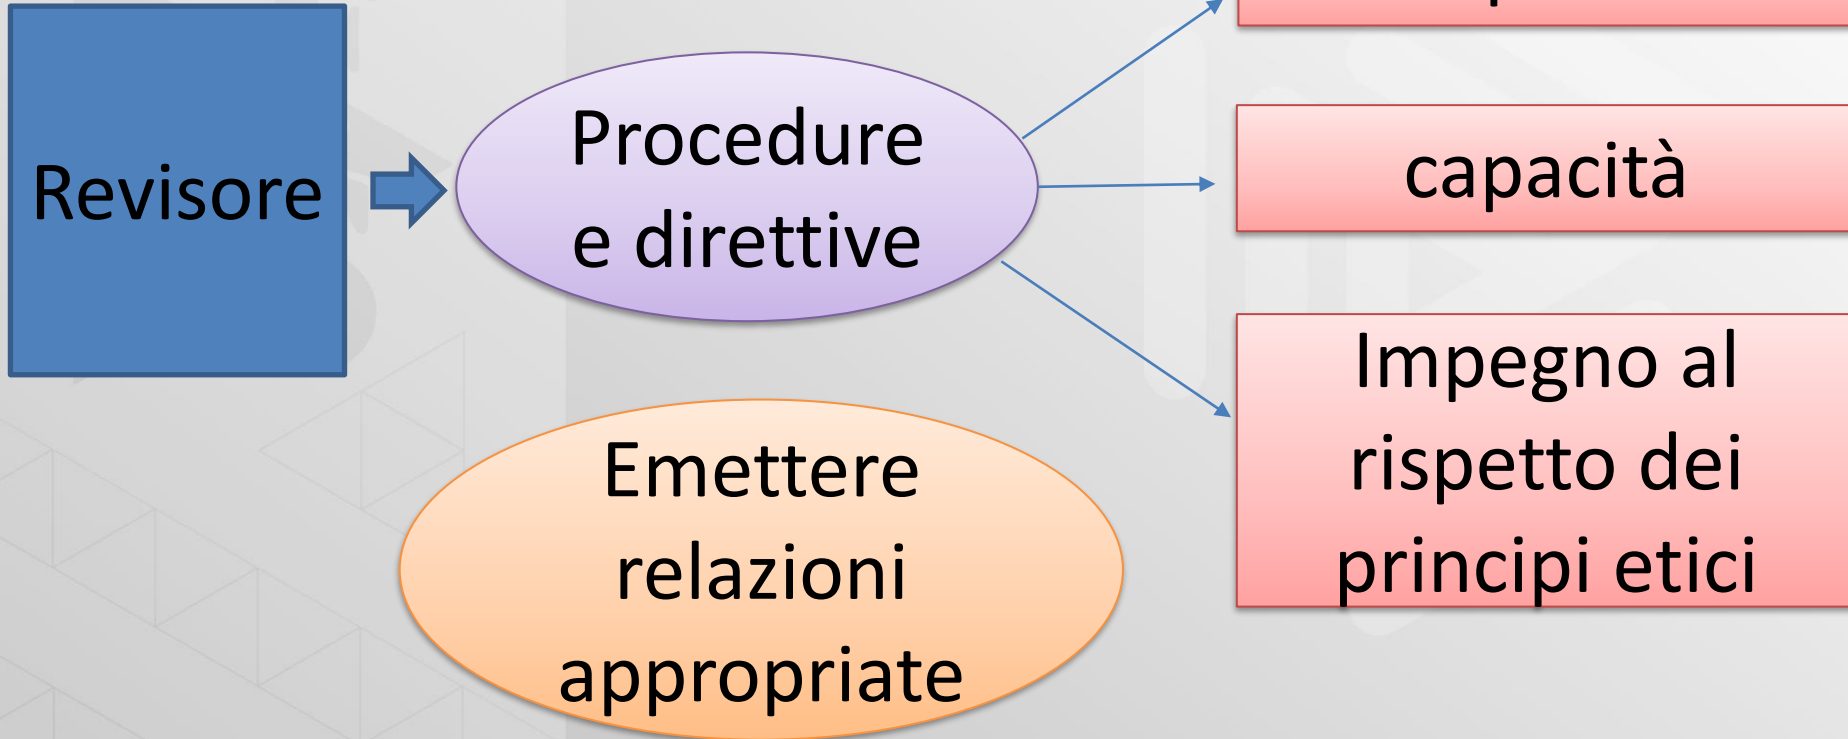 Revisore
Procedure
e direttive
capacità
Impegno al
rispetto dei
principi etici
Emettere
relazioni
appropriate